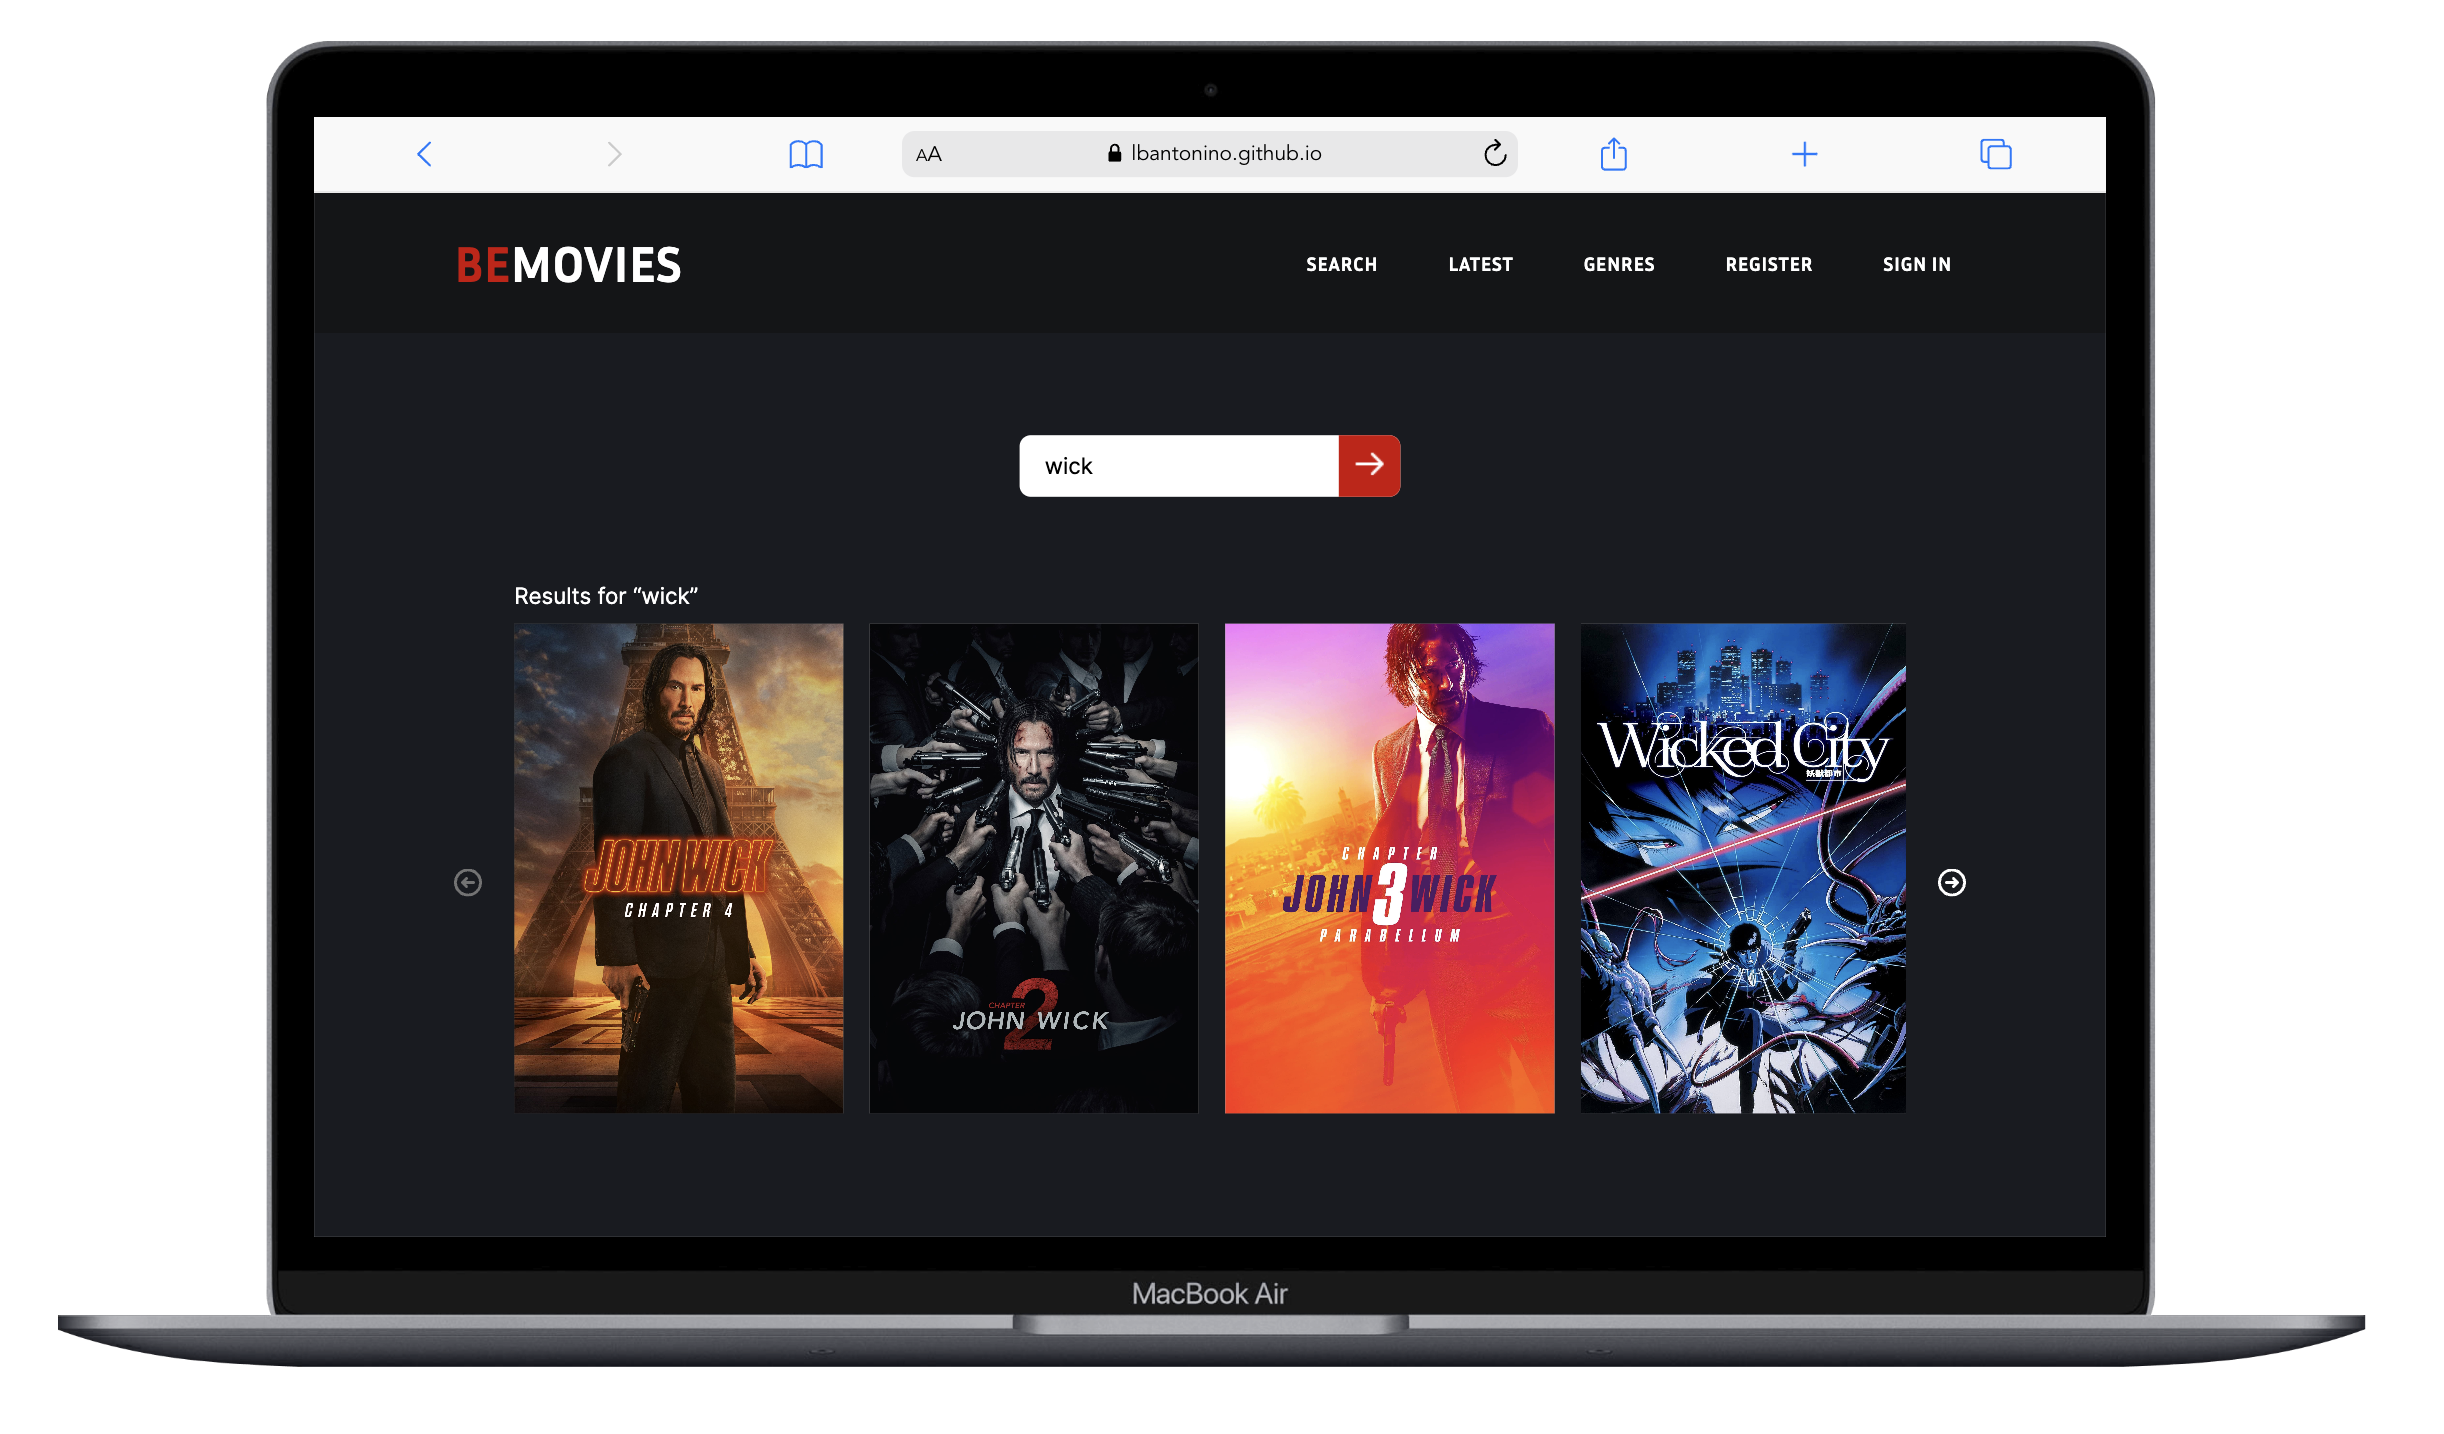 AA lbantonino.github.io
BEMOVIES SEARCH LATEST GENRES REGISTER SIGN IN
wick
Results for “wick”
JOHN WICK
CHAPTER 4
CHAPTER
2
JOHN WICK
CHAPTER
JOHN 3 WICK
PARABELLUM
Wicked City
妖獣都市
MacBook Air